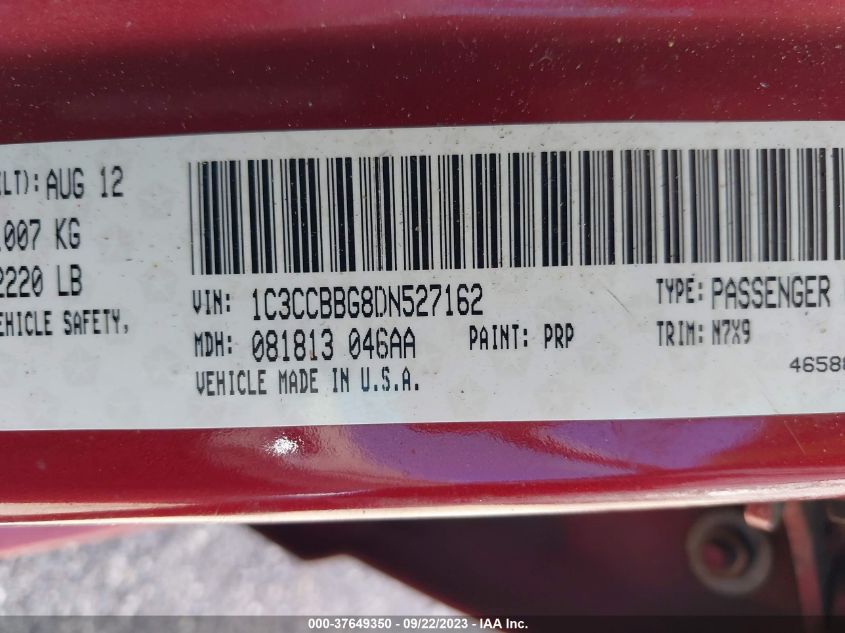 ILT): AUG 12
007 KG
2220 LB
EHICLE SAFETY,
VIN: 1C3CCBBG8DN527162
TYPE: PASSENGER
MDH: 081813 046AA
PAINT: PRP
TRIM: N7X9
VEHICLE MADE IN U.S.A.
4658
000-37649350 - 09/22/2023 - IAA Inc.